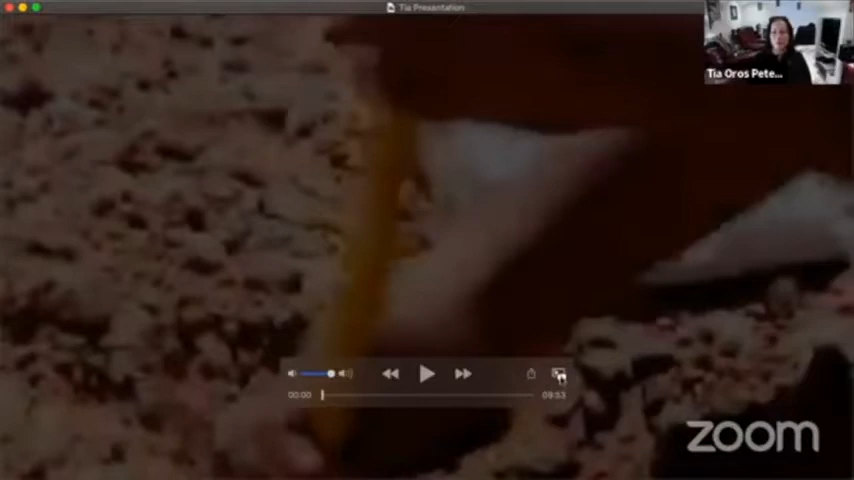 Tia Presentation
Tia Oros Pete...
00:00
09:53
zoom